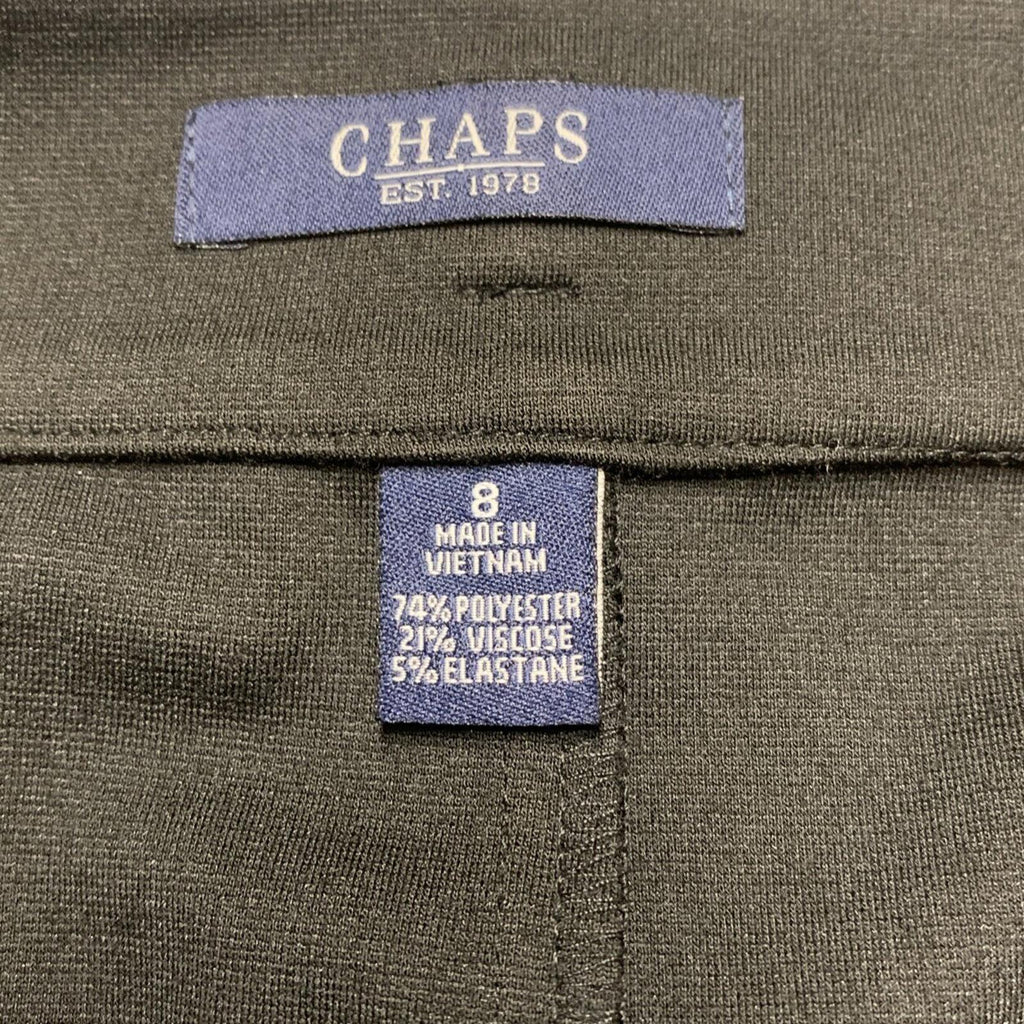 CHAPS
EST. 1978
8
MADE IN
VIETNAM
74% POLYESTER
21% VISCOSE
5% ELASTANE